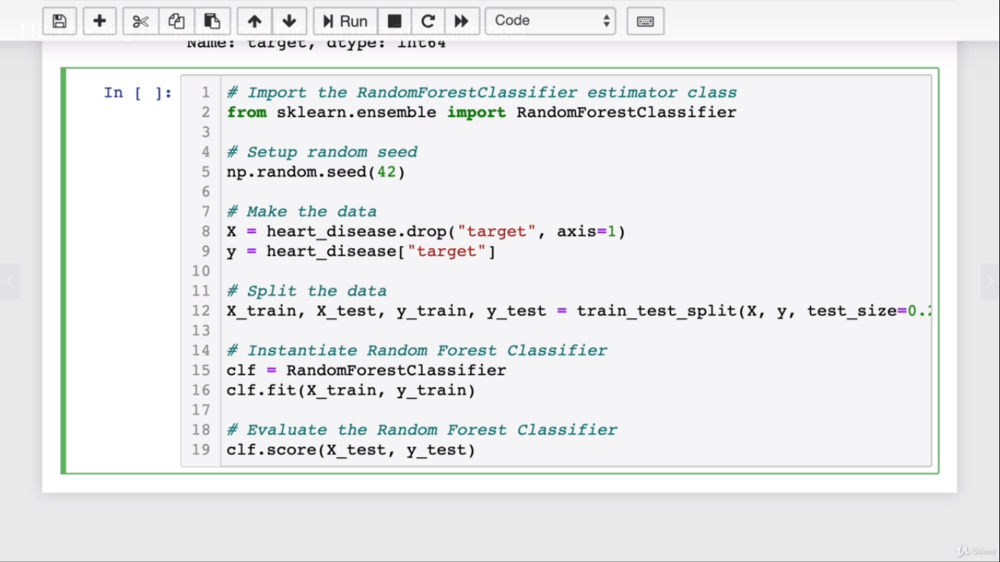 Run
Code
Name: target, dtype: int64
In [ ]:
1 # Import the RandomForestClassifier estimator class
2 from sklearn.ensemble import RandomForestClassifier
3
4 # Setup random seed
5 np.random.seed(42)
6
7 # Make the data
8 X = heart_disease.drop("target", axis=1)
9 y = heart_disease["target"]
10
11 # Split the data
12 X_train, X_test, y_train, y_test = train_test_split(X, y, test_size=0.2
13
14 # Instantiate Random Forest Classifier
15 clf = RandomForestClassifier
16 clf.fit(X_train, y_train)
17
18 # Evaluate the Random Forest Classifier
19 clf.score(X_test, y_test)
Udemy